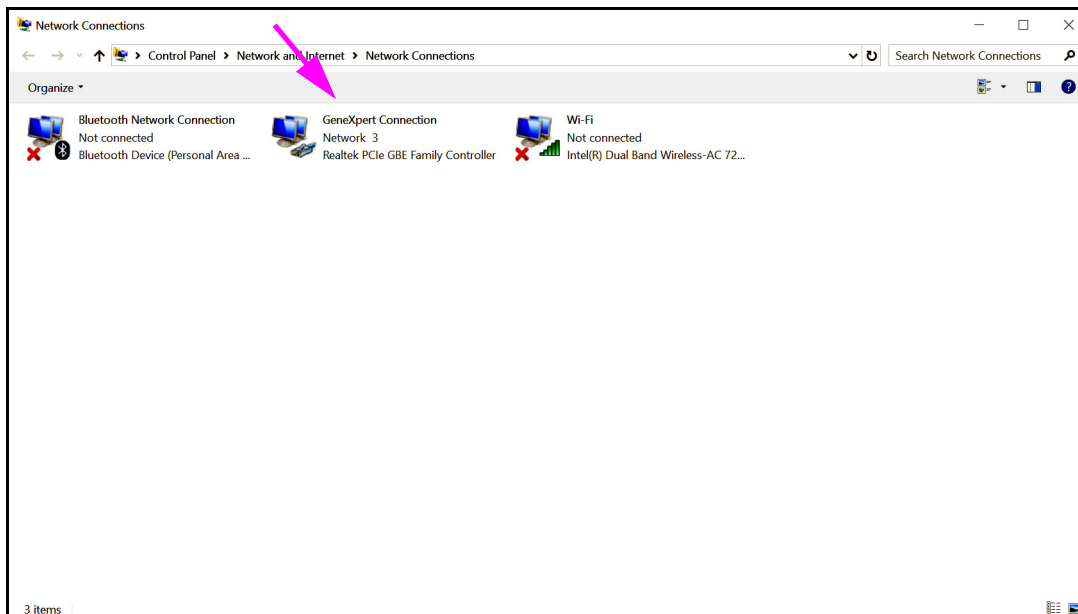 Network Connections
Control Panel > Network and Internet > Network Connections
Search Network Connections
Organize
?
Bluetooth Network Connection
Not connected
Bluetooth Device (Personal Area ...
GeneXpert Connection
Network 3
Realtek PCIe GBE Family Controller
Wi-Fi
Not connected
Intel(R) Dual Band Wireless-AC 72...
3 items